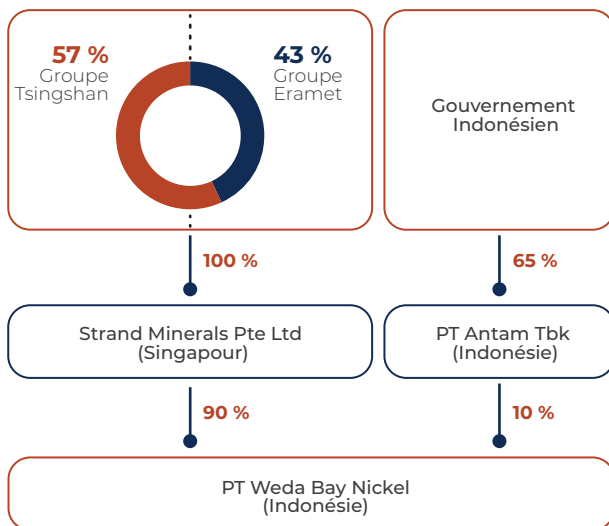 57 %
Groupe
Tsingshan
43 %
Groupe
Eramet
Gouvernement
Indonésien
100 %
65 %
Strand Minerals Pte Ltd
(Singapour)
PT Antam Tbk
(Indonésie)
90 %
10 %
PT Weda Bay Nickel
(Indonésie)